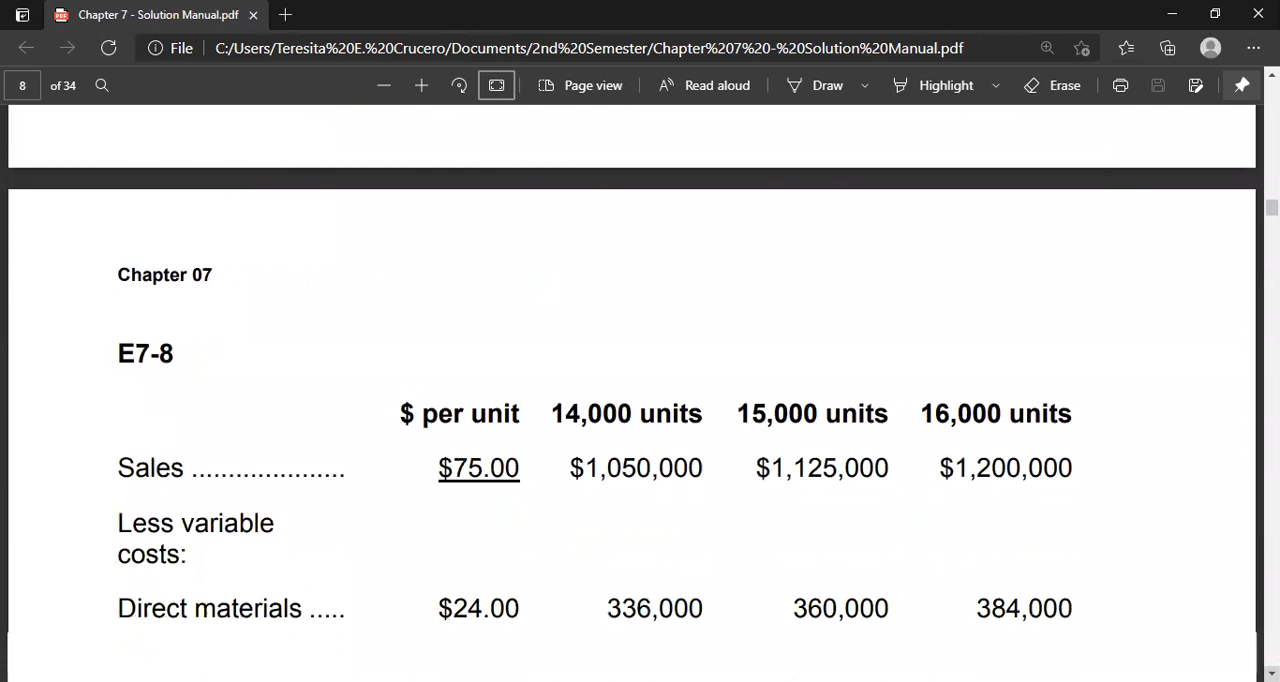 Chapter 7 - Solution Manual.pdf
File C:/Users/Teresita%20E.%20Crucero/Documents/2nd%20Semester/Chapter%207%20-%20Solution%20Manual.pdf
8 of 34 Page view Read aloud Draw Highlight Erase
Chapter 07
E7-8
$ per unit 14,000 units 15,000 units 16,000 units
Sales ..................... $75.00 $1,050,000 $1,125,000 $1,200,000
Less variable
costs:
Direct materials ..... $24.00 336,000 360,000 384,000